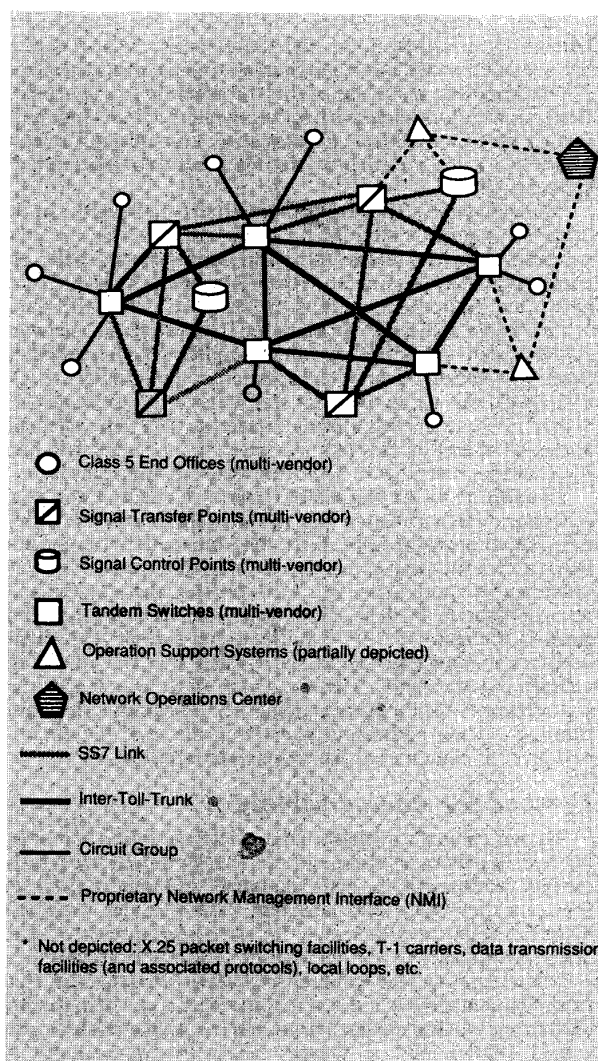 Class 5 End Offices (multi-vendor)
Signal Transfer Points (multi-vendor)
Signal Control Points (multi-vendor)
Tandem Switches (multi-vendor)
Operation Support Systems (partially depicted)
Network Operations Center
SS7 Link
Inter-Toll-Trunk
Circuit Group
Proprietary Network Management Interface (NMI)
* Not depicted: X.25 packet switching facilities, T-1 carriers, data transmission
facilities (and associated protocols), local loops, etc.